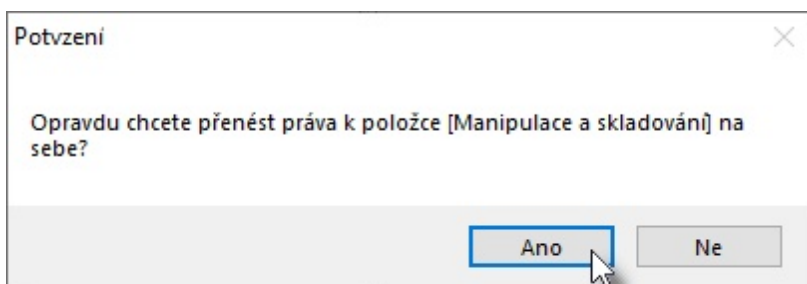 Potvzení
Opravdu chcete přenést práva k položce [Manipulace a skladování] na
sebe?
Ano
Ne